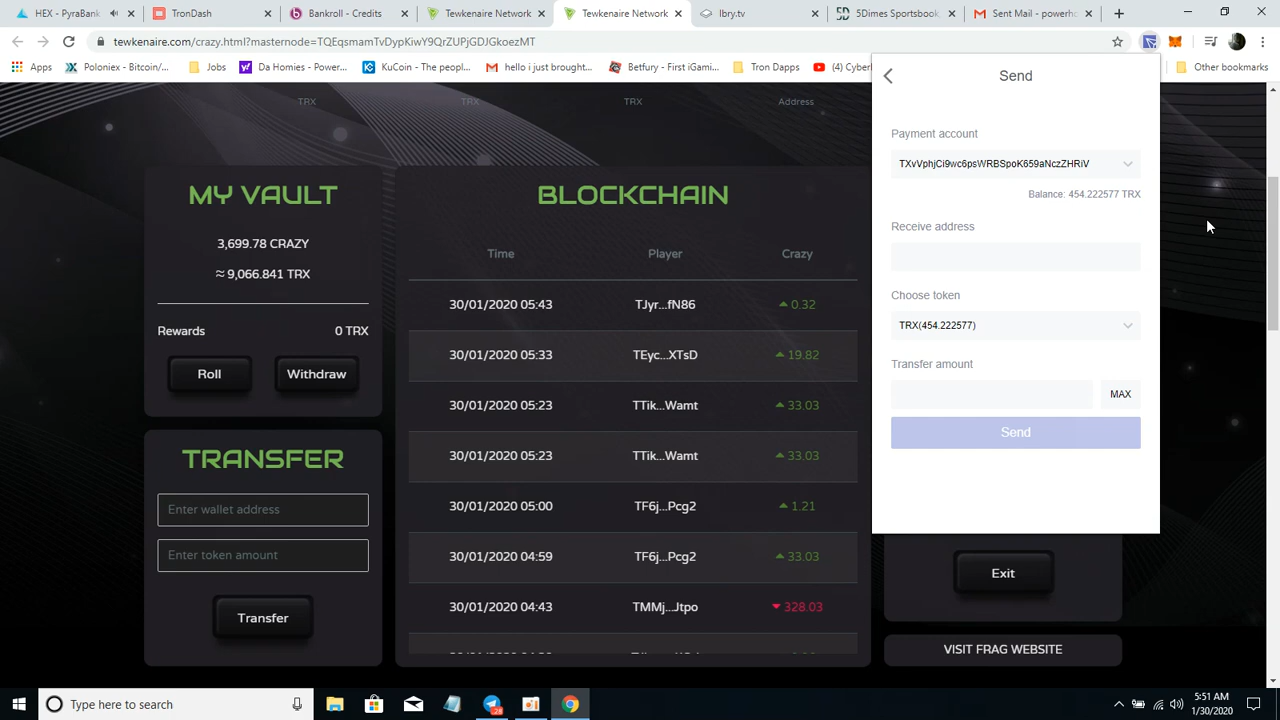 HEX - PyraBank
TronDads
Bankroll - Credits
Tewkenaire Networks
Tewkenaire Networks
lbry.tv
5Dimes Sportsbook
Send - powerho
tewkenaire.com/crazy.html?masternode=TQEqsmamTvDypKiwY9QrZUPjGDJGkoezMT
Apps
Poloniex - Bitcoin/...
Jobs
Da Homies - Power...
KuCoin - The peopl...
hello i just brought...
Betfury – First iGami...
Tron Dapps
(4) Cyber
Other bookmarks
TRX
TRX
TRX
Address
MY VAULT
3,699.78 CRAZY
≈ 9,066.841 TRX
Rewards 0 TRX
Roll
Withdraw
TRANSFER
Enter wallet address
Enter token amount
Transfer
BLOCKCHAIN
Time Player Crazy
30/01/2020 05:43 TJyr...fN86 0.32
30/01/2020 05:33 TEyc...XTsD 19.82
30/01/2020 05:23 TTik...Wamt 33.03
30/01/2020 05:23 TTik...Wamt 33.03
30/01/2020 05:00 TF6j...Pcg2 1.21
30/01/2020 04:59 TF6j...Pcg2 33.03
30/01/2020 04:43 TMMj...Jtpo 328.03
Send
Payment account
TXvVphjCi9wc6psWRBSpoK659aNczZHRiV
Balance: 454.222577 TRX
Receive address
Choose token
TRX(454.222577)
Transfer amount
MAX
Send
Exit
VISIT FRAG WEBSITE
Type here to search
28
5:51 AM
1/30/2020